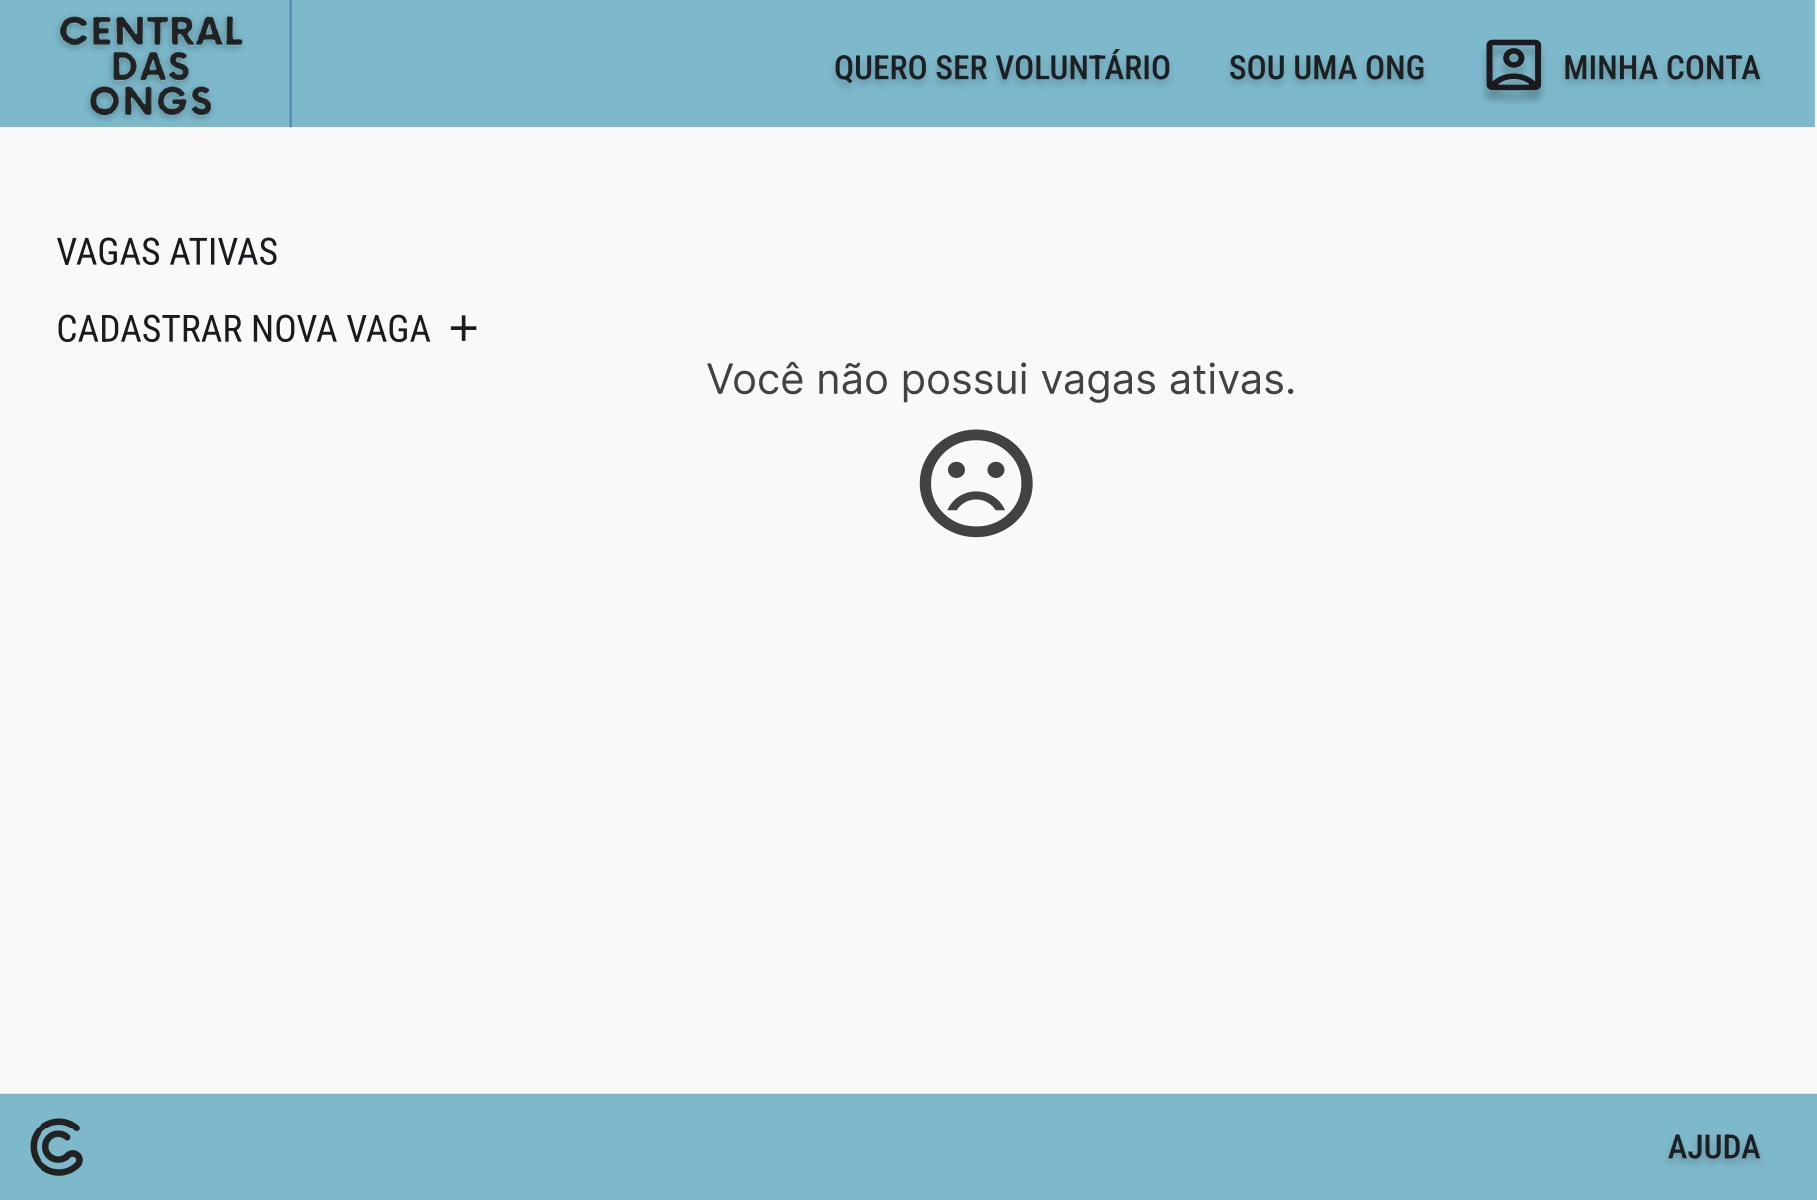 CENTRAL
DAS
ONGS
QUERO SER VOLUNTÁRIO
SOU UMA ONG
MINHA CONTA
VAGAS ATIVAS
CADASTRAR NOVA VAGA +
Você não possui vagas ativas.
AJUDA